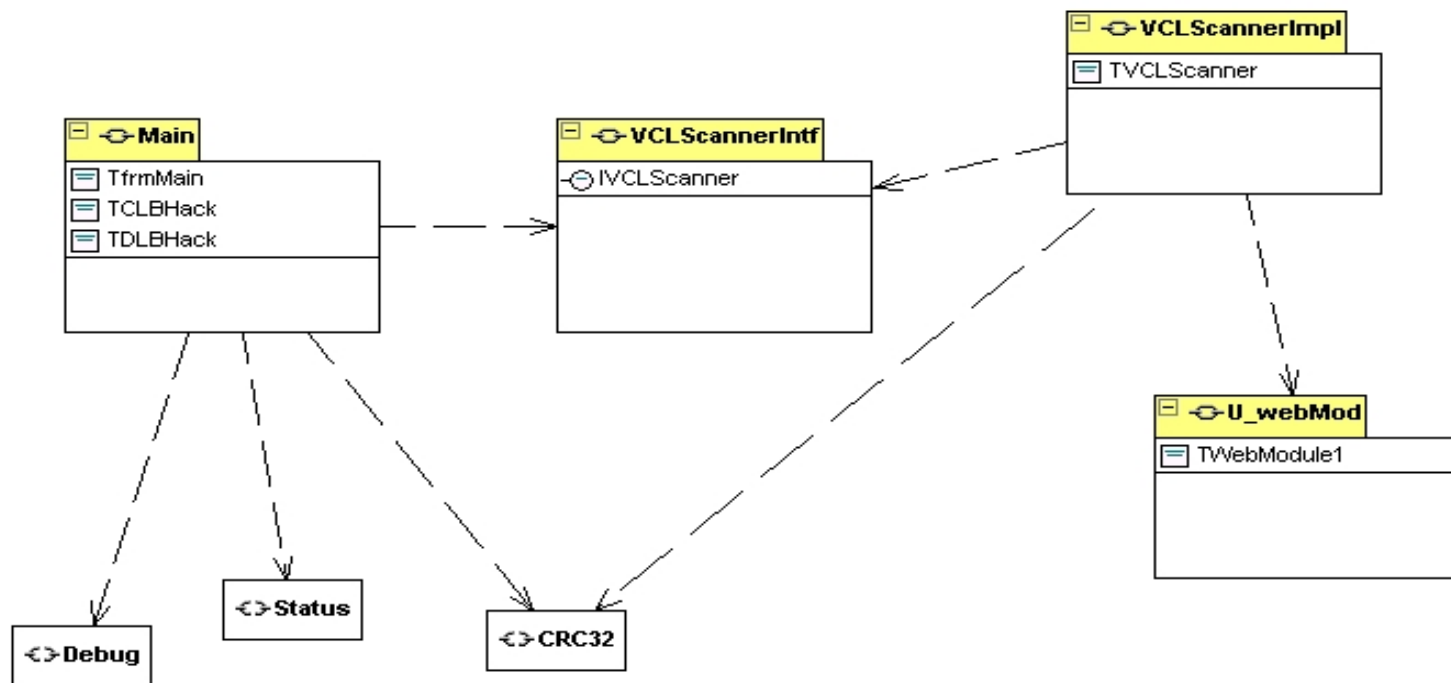 VCLScannerImpl
TVCLScanner
Main
TfrmMain
TCLBHack
TDLBHack
VCLScannerIntf
IVCLScanner
U_webMod
TWebModule1
Status
CRC32
Debug